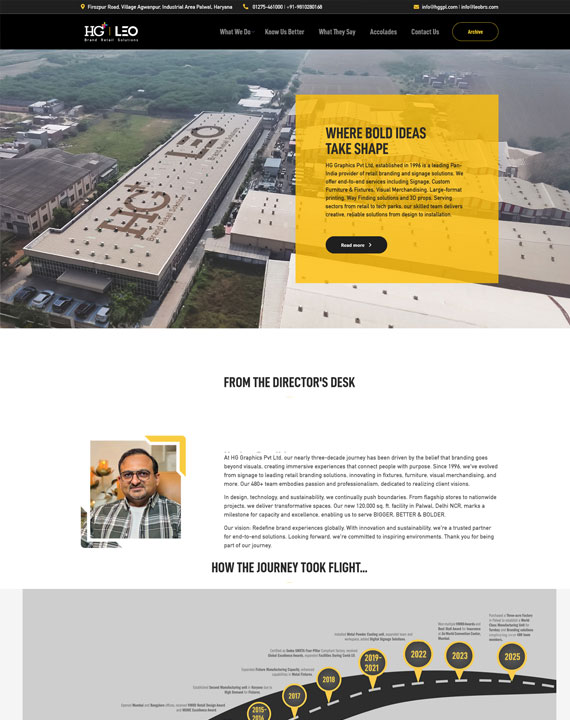 Firozpur Road, Village Agwanpur, Industrial Area Palwal, Haryana
01275-461000 | +91-9810280168
info@hggpl.com | info@leobrs.com
HG | LEO
Brand Retail Solutions
What We Do
Know Us Better
What They Say
Accolades
Contact Us
Archive
HG LEO
WHERE BOLD IDEAS
TAKE SHAPE
HG Graphics Pvt Ltd, established in 1996 is a leading Pan-
India provider of retail branding and signage solutions. We
offer end-to-end services including Signage, Custom
Furniture & Fixtures, Visual Merchandising, Large-format
printing, Way Finding solutions and 3D props. Serving
sectors from retail to tech parks, our skilled team delivers
creative, reliable solutions from design to installation.
Read more
FROM THE DIRECTOR'S DESK
At HG Graphics Pvt Ltd, our nearly three-decade journey has been driven by the belief that branding goes
beyond visuals, creating immersive experiences that connect people with purpose. Since 1996, we've evolved
from signage to leading retail branding solutions, innovating in fixtures, furniture, visual merchandising, and
more. Our 480+ team embodies passion and professionalism, dedicated to realizing client visions.
In design, technology, and sustainability, we continually push boundaries. From flagship stores to nationwide
projects, we deliver transformative spaces. Our new 120,000 sq. ft. facility in Palwal, Delhi NCR, marks a
milestone for capacity and excellence, enabling us to serve BIGGER, BETTER & BOLDER.
Our vision: Redefine brand experiences globally. With innovation and sustainability, we're a trusted partner
for end-to-end solutions. Looking forward, we're committed to inspiring environments. Thank you for being
part of our journey.
HOW THE JOURNEY TOOK FLIGHT...
2025
2023
2022
2019-
2021
2018
2017
2015-
2016